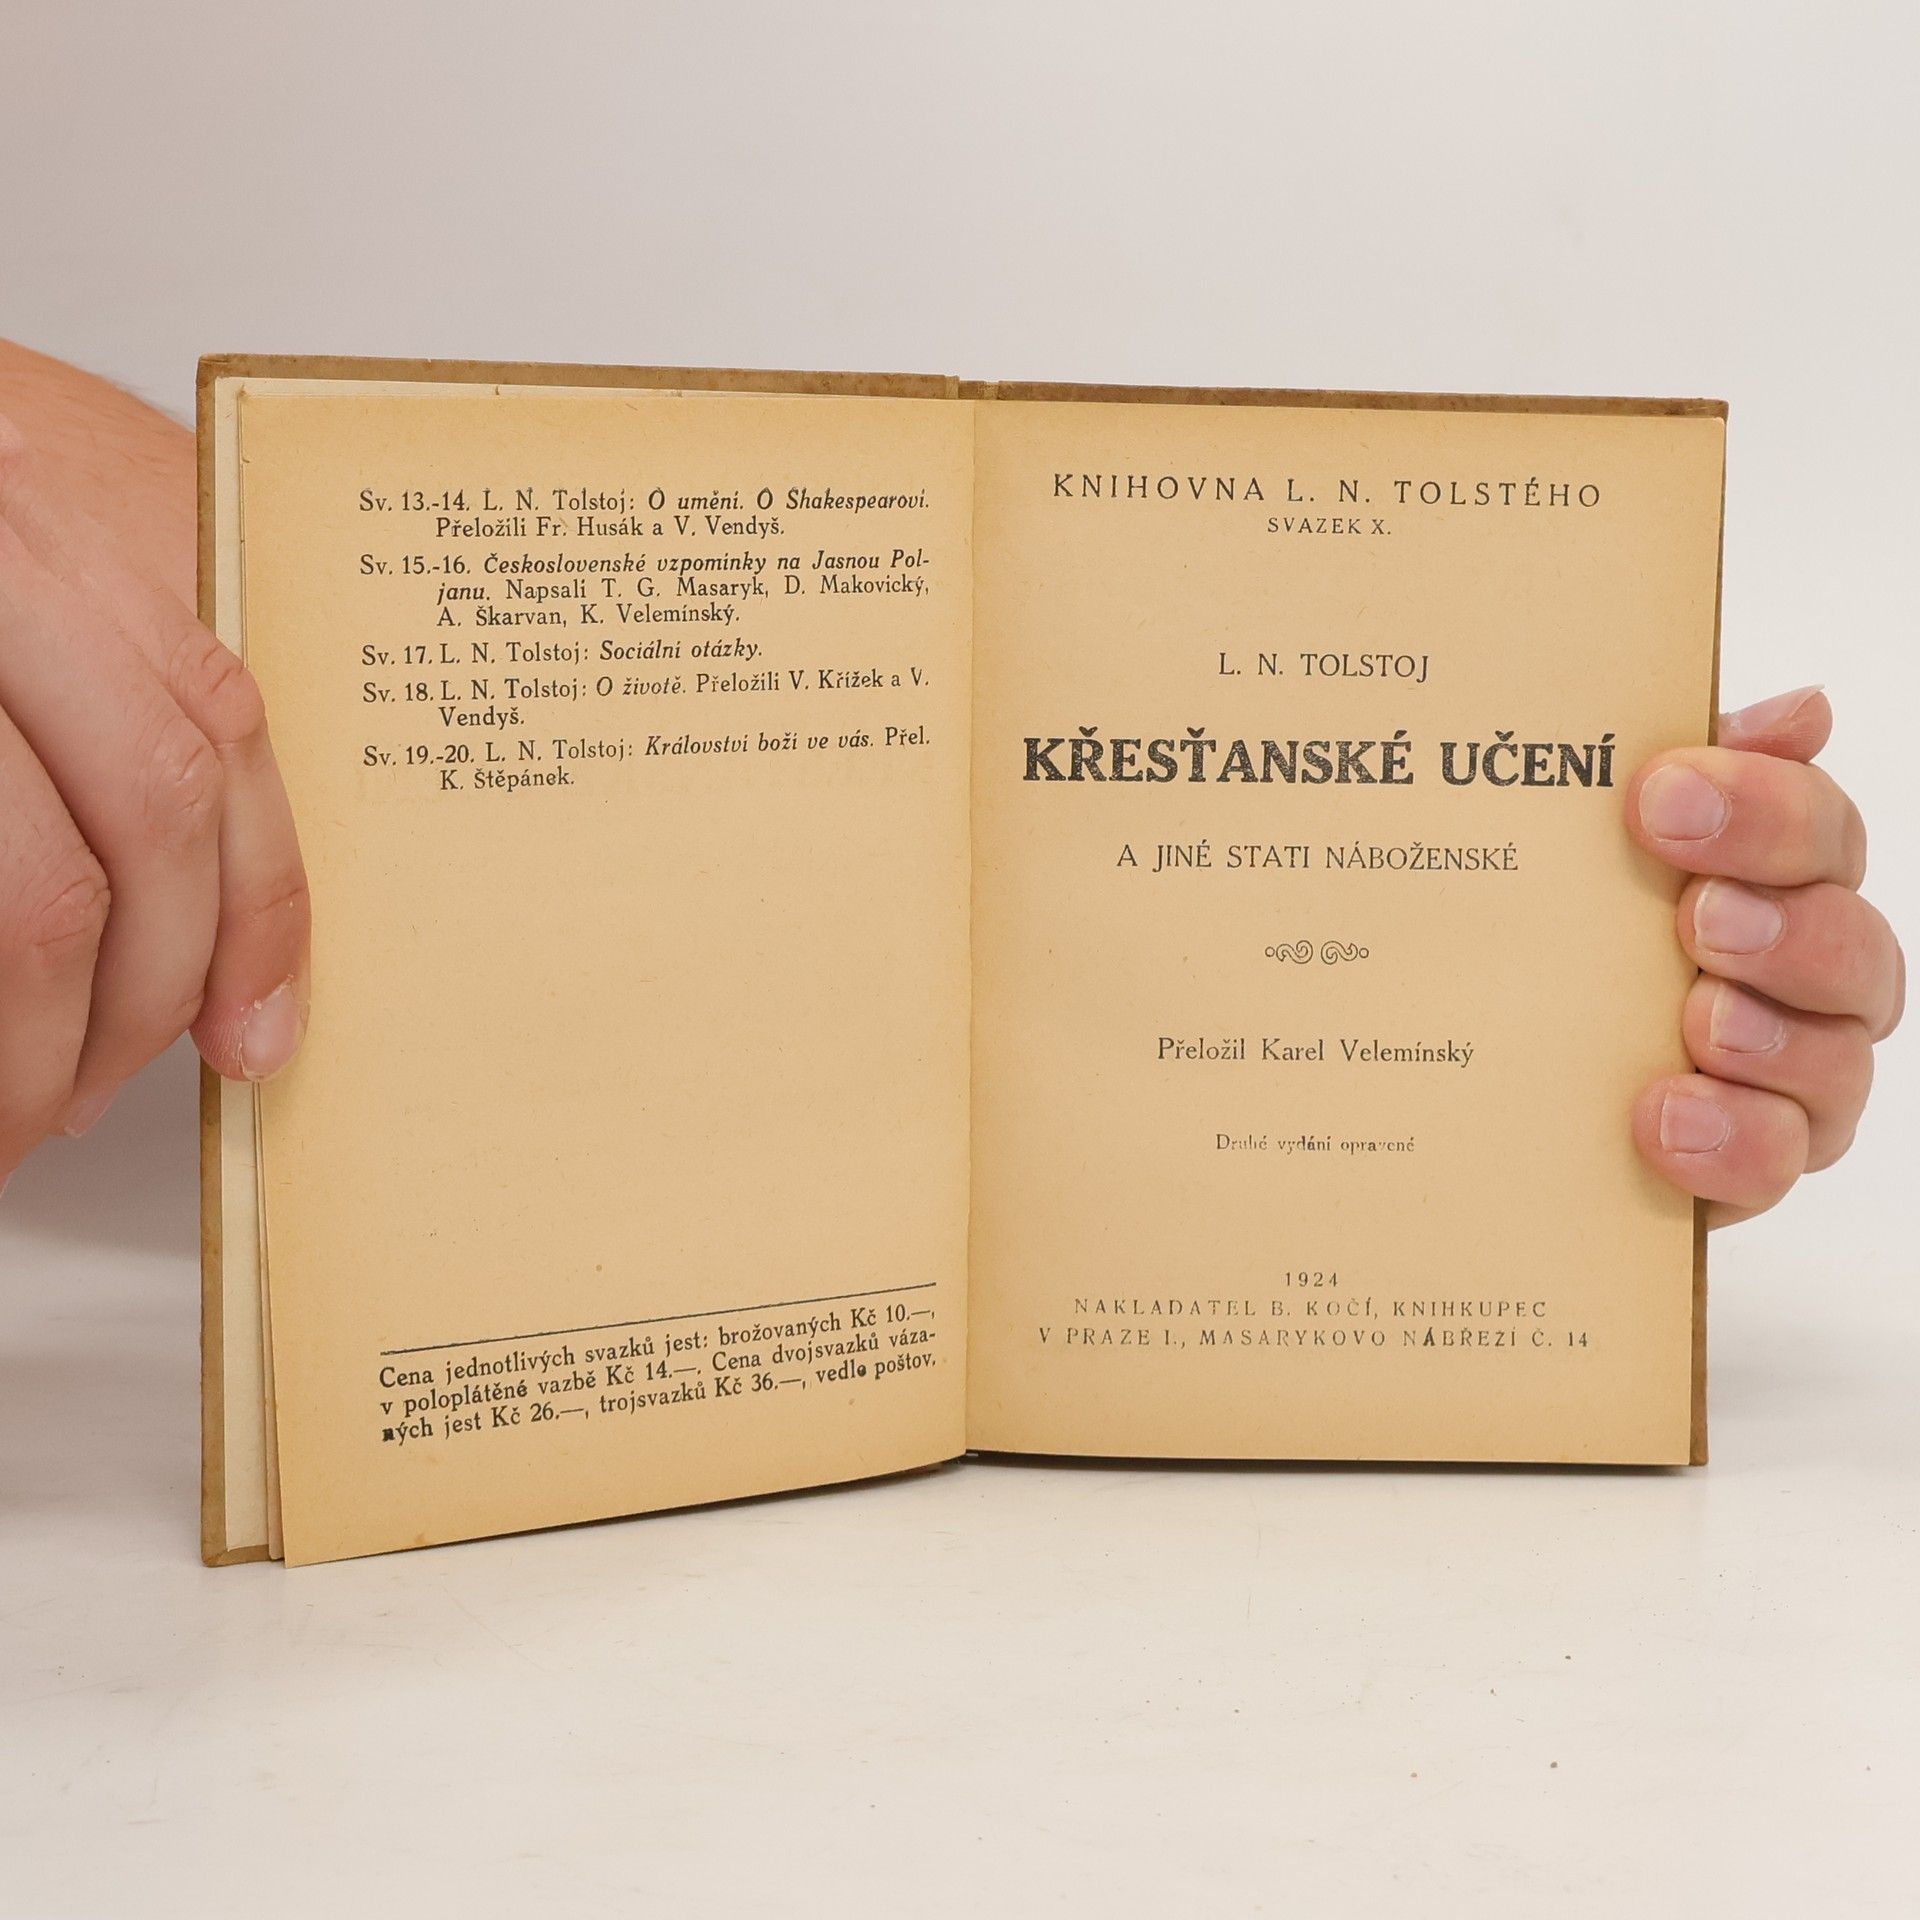 Sv. 13.-14. L. N. Tolstoj: O umění. O Shakespearovi.
Přeložili Fr. Husák a V. Vendyš.
Sv. 15.-16. Československé vzpomínky na Jasnou Pol-
janu. Napsali T. G. Masaryk, D. Makovický,
A. Škarvan, K. Velemínský.
Sv. 17. L. N. Tolstoj: Sociální otázky.
Sv. 18. L. N. Tolstoj: O životě. Přeložili V. Křížek a V.
Vendyš.
Sv. 19.-20. L. N. Tolstoj: Království boží ve vás. Přel.
K. Štěpánek.
Cena jednotlivých svazků jest: brožovaných Kč 10.—,
v poloplátěné vazbě Kč 14.—. Cena dvojsvazků váza-
ných jest Kč 26.—, trojsvazků Kč 36.—, vedle poštov.
KNIHOVNA L. N. TOLSTÉHO
SVAZEK X.
L. N. TOLSTOJ
KŘESŤANSKÉ UČENÍ
A JINÉ STATI NÁBOŽENSKÉ
Přeložil Karel Velemínský
Druhé vydání opravené
1924
NAKLADATEL B. KOČÍ, KNIHKUPEC
V PRAZE I., MASARYKOVO NÁBŘEŽÍ Č. 14